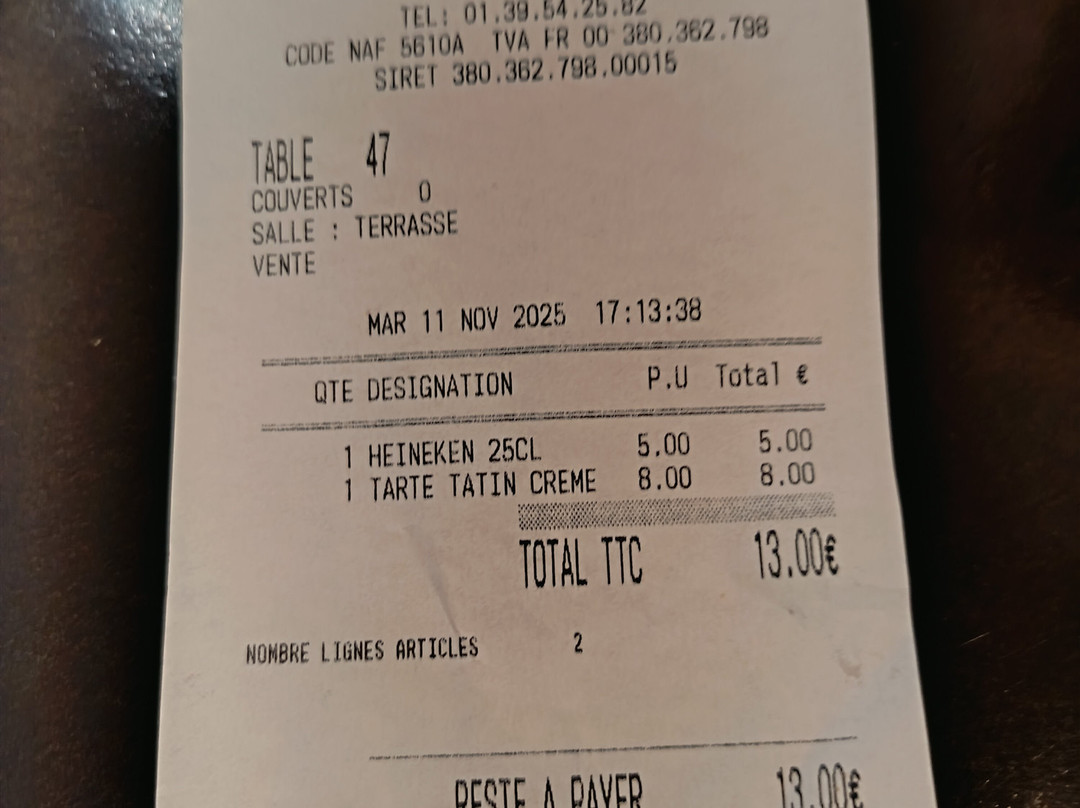 TEL: 01.39.54.25.82
CODE NAF 5610A TVA FR 00 380.362.798
SIRET 380.362.798.00015
TABLE 47
COUVERTS 0
SALLE : TERRASSE
VENTE
MAR 11 NOV 2025 17:13:38
QTE DESIGNATION P.U Total €
1 HEINEKEN 25CL 5.00 5.00
1 TARTE TATIN CREME 8.00 8.00
TOTAL TTC 13.00€
NOMBRE LIGNES ARTICLES 2
RESTE A PAYER 13.00€